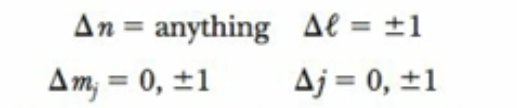 Δn = anything Δℓ = ±1
Δmⱼ = 0, ±1 Δj = 0, ±1